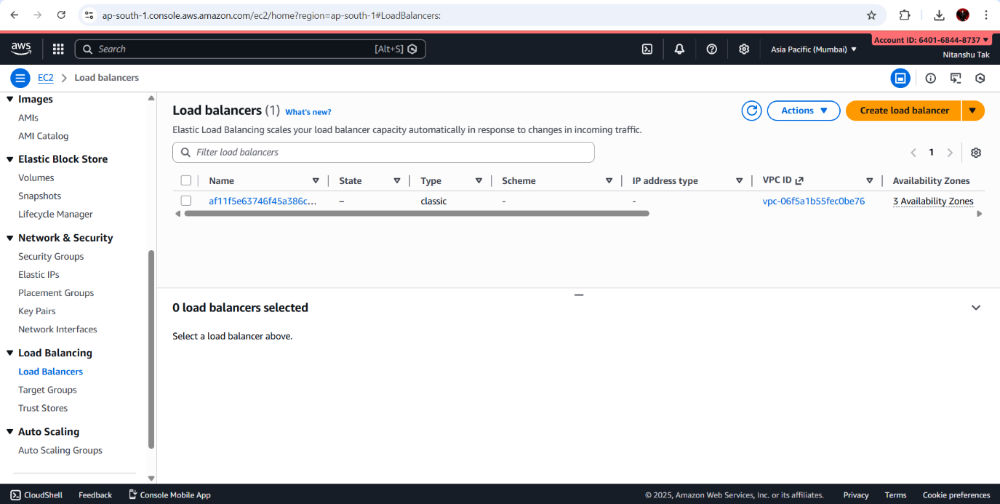 ap-south-1.console.aws.amazon.com/ec2/home?region=ap-south-1#LoadBalancers:
aws
Search
[Alt+S]
Asia Pacific (Mumbai)
Account ID: 6401-6844-8737
Nitanshu Tak
EC2
Load balancers
Images
AMIs
AMI Catalog
Elastic Block Store
Volumes
Snapshots
Lifecycle Manager
Network & Security
Security Groups
Elastic IPs
Placement Groups
Key Pairs
Network Interfaces
Load Balancing
Load Balancers
Target Groups
Trust Stores
Auto Scaling
Auto Scaling Groups
Load balancers (1) What's new?
Actions
Create load balancer
Elastic Load Balancing scales your load balancer capacity automatically in response to changes in incoming traffic.
Filter load balancers
1
Name State Type Scheme IP address type VPC ID Availability Zones
af11f5e63746f45a386c... – classic - - vpc-06f5a1b55fec0be76 3 Availability Zones
0 load balancers selected
Select a load balancer above.
CloudShell Feedback Console Mobile App © 2025, Amazon Web Services, Inc. or its affiliates. Privacy Terms Cookie preferences